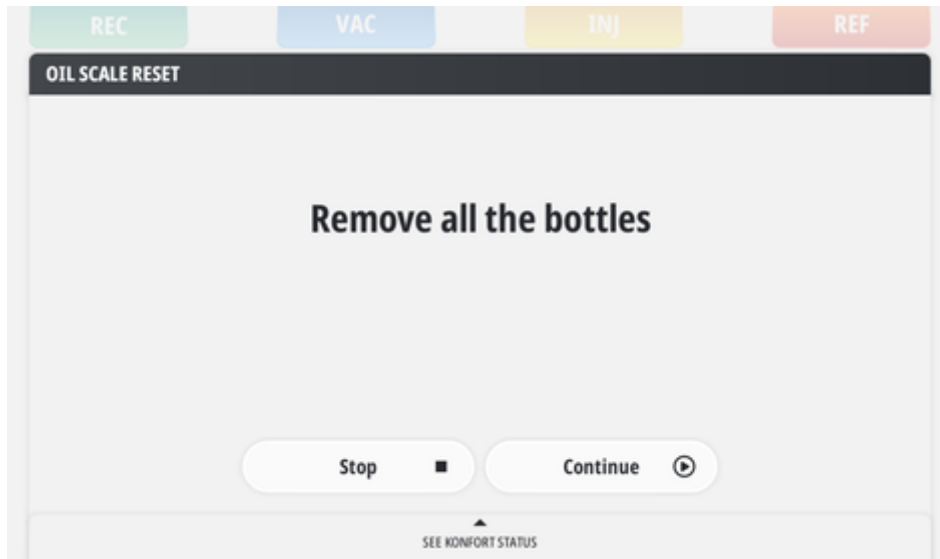 REC VAC INJ REF
OIL SCALE RESET
Remove all the bottles
Stop Continue
SEE KONFORT STATUS